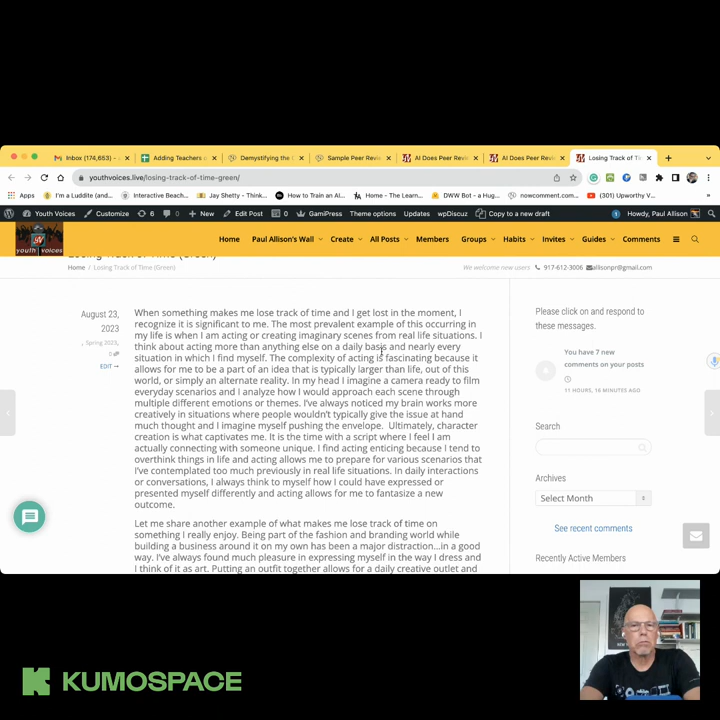 Inbox (174,663) -
Adding Teachers o
Demystifying the
Sample Peer Revie
AI Does Peer Revie
AI Does Peer Revie
Losing Track of Tim
youthvoices.live/losing-track-of-time-green/
Apps
I'm a Luddite (and...
Interactive Beach...
Jay Shetty - Think...
How to Train an AI...
Home - The Learn...
DWW Bot - a Hug...
nowcomment.com...
(301) Upworthy V...
Youth Voices
Customize
6
0
New
Edit Post
0
GamiPress
Theme options
Updates
wpDiscuz
Copy to a new draft
Howdy, Paul Allison
youth voices
Home
Paul Allison's Wall
Create
All Posts
Members
Groups
Habits
Invites
Guides
Comments
Losing Track of Time (Green)
Home / Losing Track of Time (Green)
We welcome new users
917-612-3006
allisonpr@gmail.com
August 23,
2023
, Spring 2023,
0
EDIT →
When something makes me lose track of time and I get lost in the moment, I
recognize it is significant to me. The most prevalent example of this occurring in
my life is when I am acting or creating imaginary scenes from real life situations. I
think about acting more than anything else on a daily basis and nearly every
situation in which I find myself. The complexity of acting is fascinating because it
allows for me to be a part of an idea that is typically larger than life, out of this
world, or simply an alternate reality. In my head I imagine a camera ready to film
everyday scenarios and I analyze how I would approach each scene through
multiple different emotions or themes. I've always noticed my brain works more
creatively in situations where people wouldn't typically give the issue at hand
much thought and I imagine myself pushing the envelope. Ultimately, character
creation is what captivates me. It is the time with a script where I feel I am
actually connecting with someone unique. I find acting enticing because I tend to
overthink things in life and acting allows me to prepare for various scenarios that
I've contemplated too much previously in real life situations. In daily interactions
or conversations, I always think to myself how I could have expressed or
presented myself differently and acting allows for me to fantasize a new
outcome.
Let me share another example of what makes me lose track of time on
something I really enjoy. Being part of the fashion and branding world while
building a business around it on my own has been a major distraction...in a good
way. I've always found much pleasure in expressing myself in the way I dress and
I think of it as art. Putting an outfit together allows for a daily creative outlet and
Please click on and respond to
these messages.
You have 7 new
comments on your posts
11 HOURS, 16 MINUTES AGO
Search
Archives
Select Month
See recent comments
Recently Active Members
KUMOSPACE